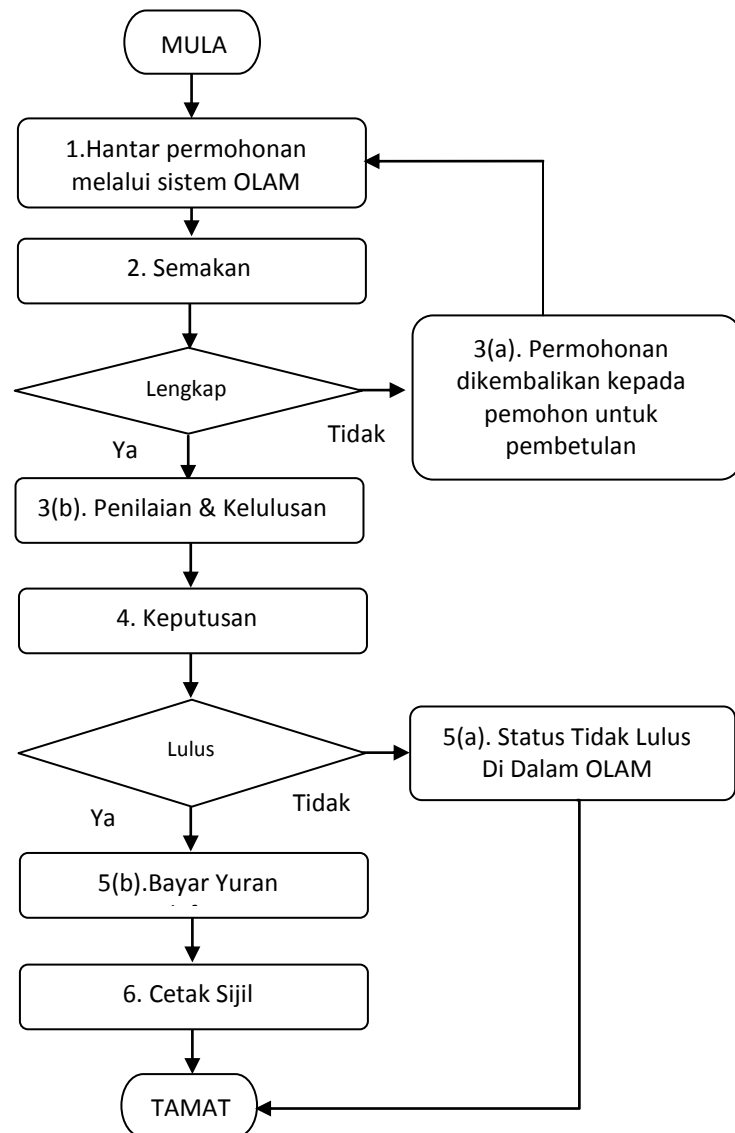 MULA
1.Hantar permohonan
melalui sistem OLAM
2. Semakan
Lengkap
Tidak
Ya
3(a). Permohonan
dikembalikan kepada
pemohon untuk
pembetulan
3(b). Penilaian & Kelulusan
4. Keputusan
Lulus
Tidak
Ya
5(a). Status Tidak Lulus
Di Dalam OLAM
5(b).Bayar Yuran
6. Cetak Sijil
TAMAT